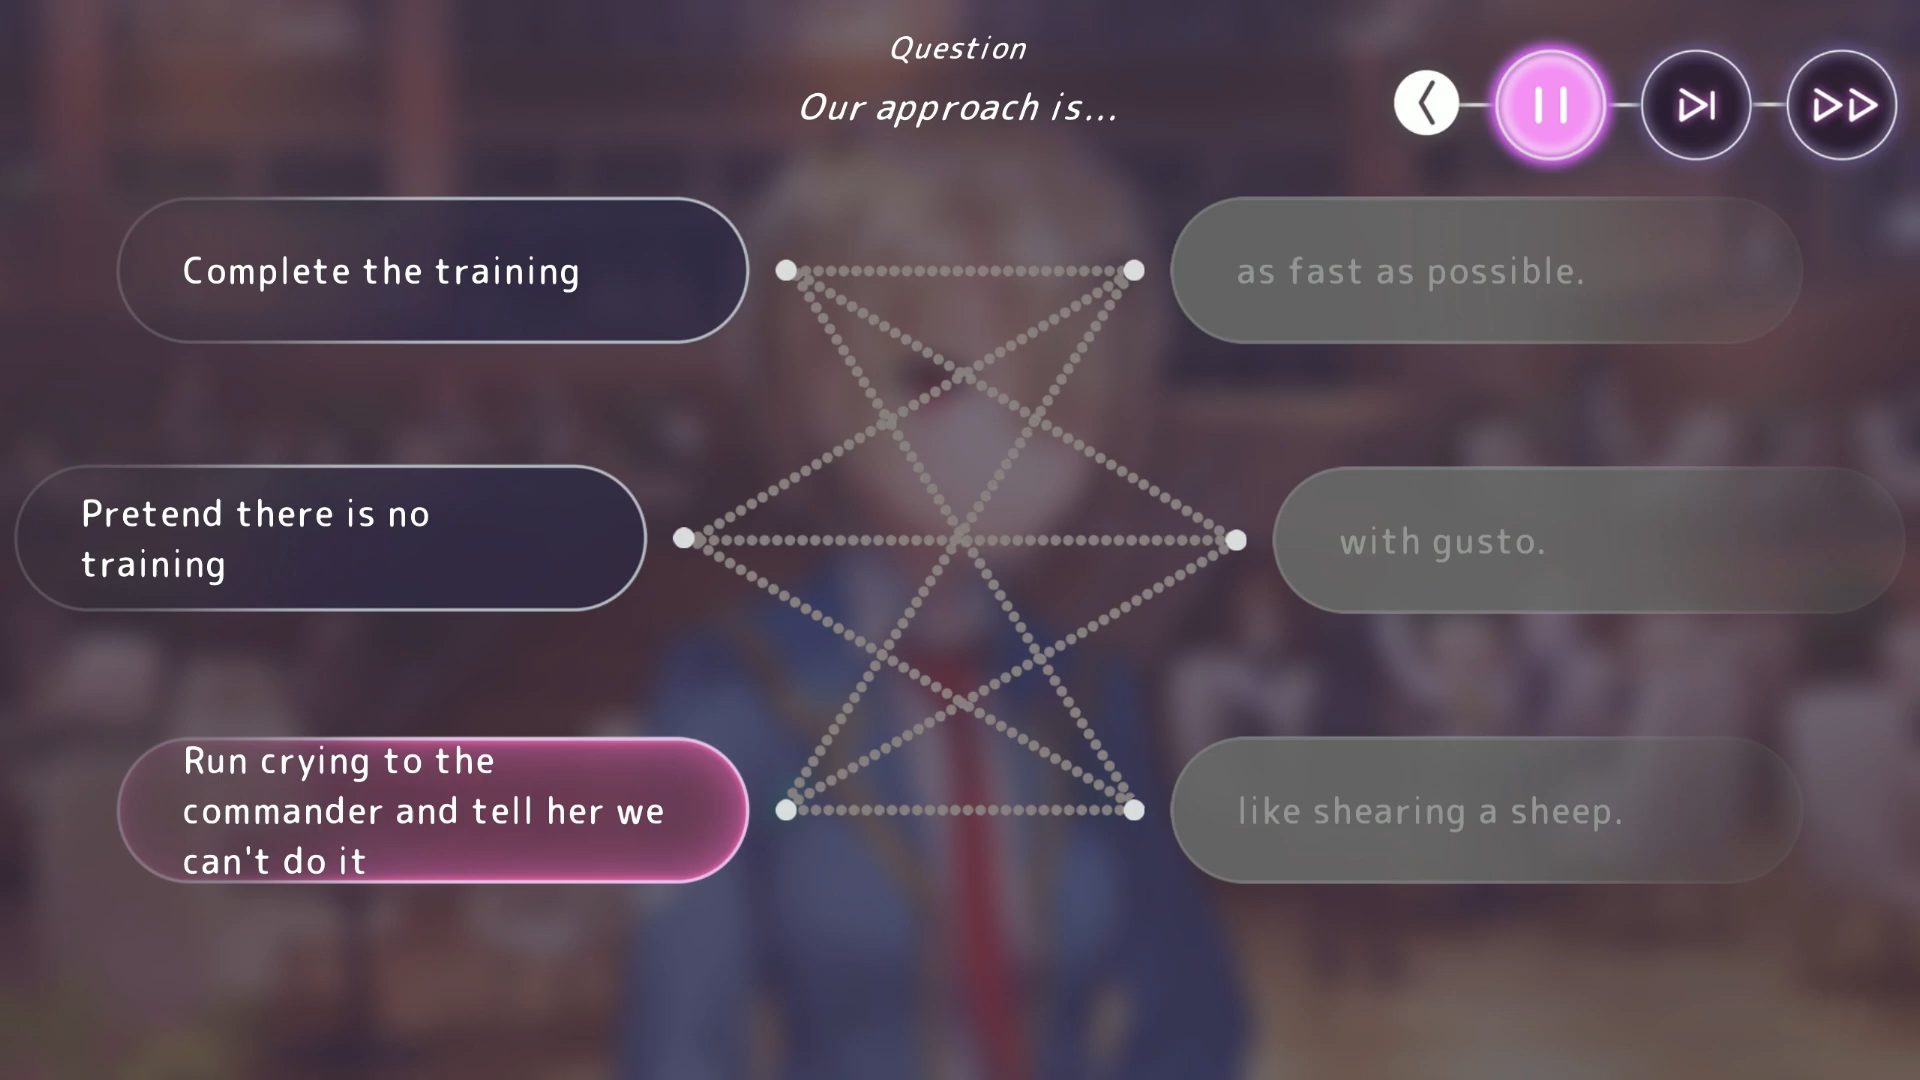 Question
Our approach is...
Complete the training
as fast as possible.
Pretend there is no
training
with gusto.
Run crying to the
commander and tell her we
can't do it
like shearing a sheep.